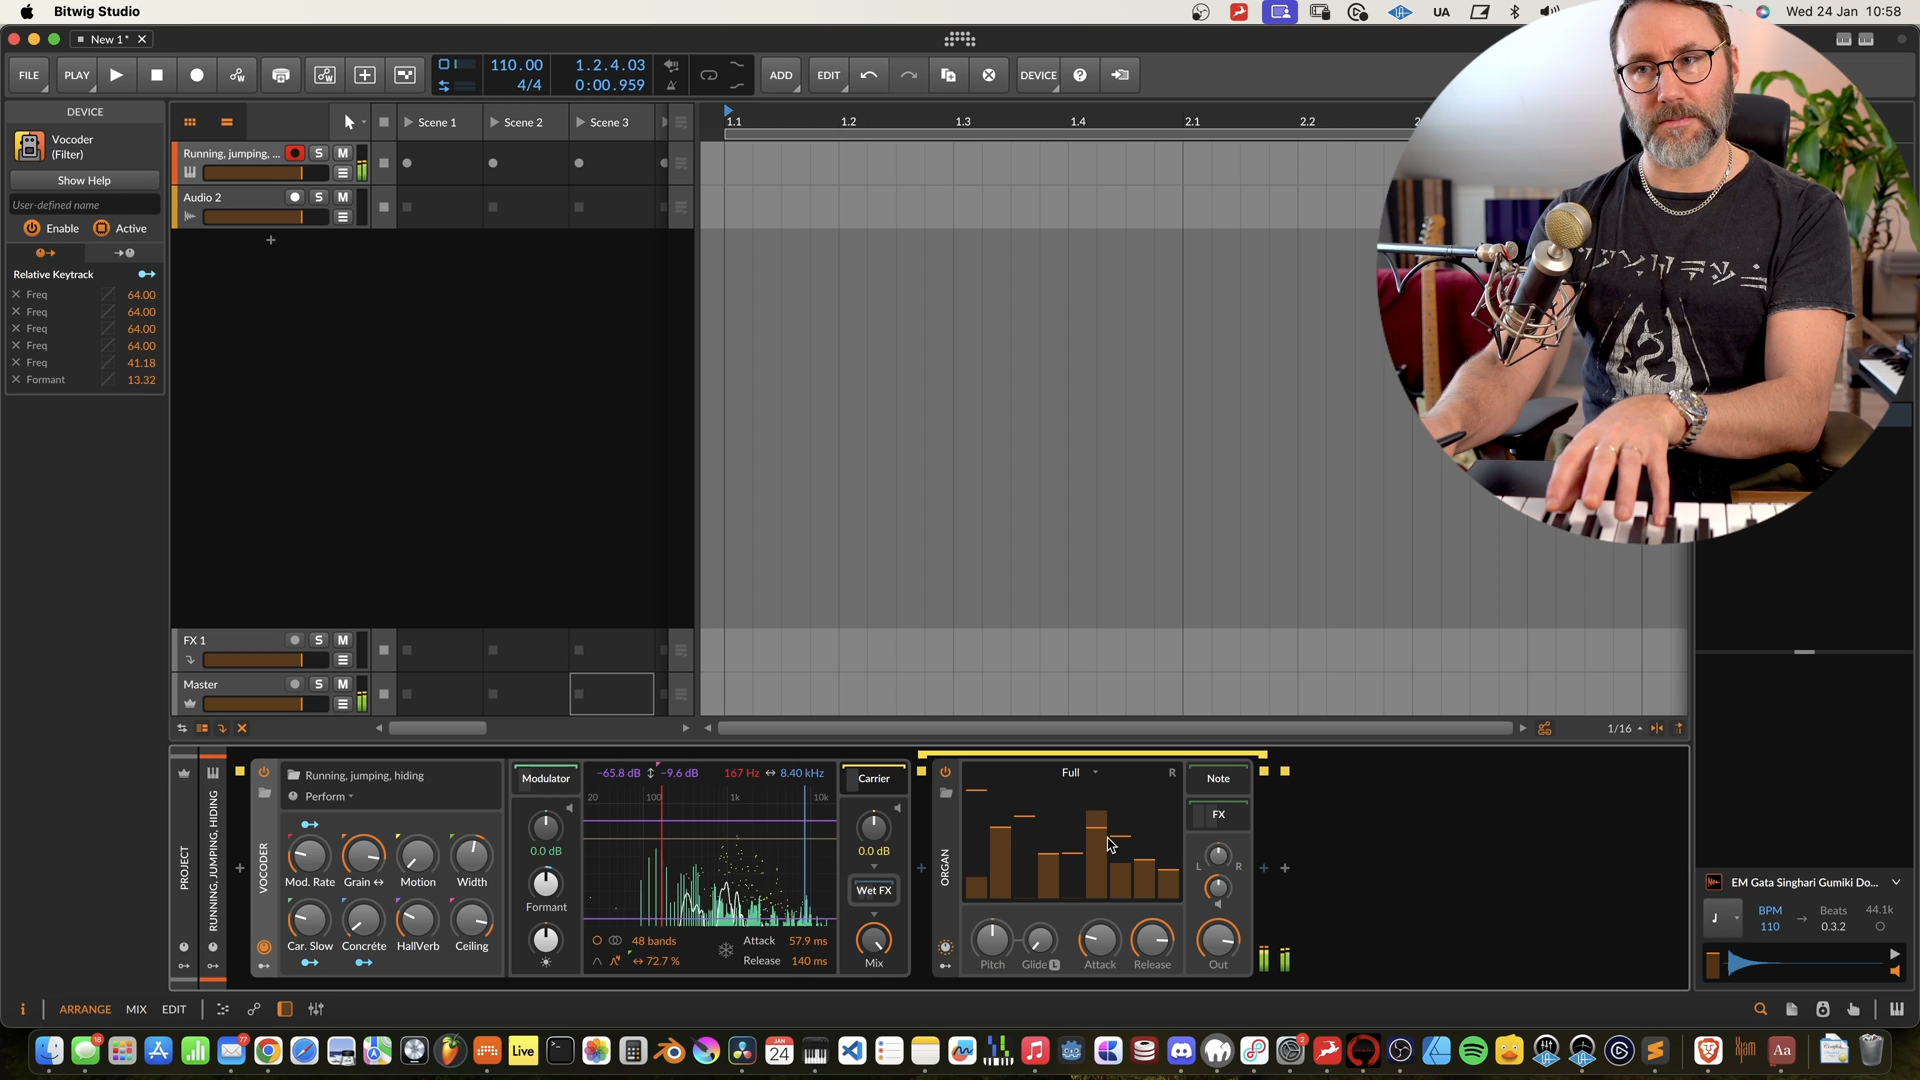 Bitwig Studio
UA
Wed 24 Jan 10:58
New 1*
FILE
PLAY
110.00
4/4
1.2.4.03
0:00.959
ADD
EDIT
DEVICE
DEVICE
Vocoder
(Filter)
Show Help
User-defined name
Enable
Active
Relative Keytrack
Freq 64.00
Freq 64.00
Freq 64.00
Freq 64.00
Freq 41.18
Formant 13.32
Scene 1
Scene 2
Scene 3
1.1
1.2
1.3
1.4
2.1
2.2
Running, jumping, ...
S
M
Audio 2
S
M
FX 1
S
M
Master
S
M
1/16
PROJECT
RUNNING, JUMPING, HIDING
VOCODER
Running, jumping, hiding
Perform
Mod. Rate
Grain
Motion
Width
Car. Slow
Concréte
HallVerb
Ceiling
Modulator
0.0 dB
Formant
-65.8 dB
-9.6 dB
167 Hz
8.40 kHz
20
100
1k
10k
48 bands
72.7 %
Attack 57.9 ms
Release 140 ms
Carrier
0.0 dB
Wet FX
Mix
ORGAN
Full
R
Pitch
Glide
L
Attack
Release
Note
FX
L
R
Out
EM Gata Singhari Gumiki Do...
BPM
110
Beats
0.3.2
44.1k
i
ARRANGE
MIX
EDIT
18
77
Live
JAN
24
2
Aa